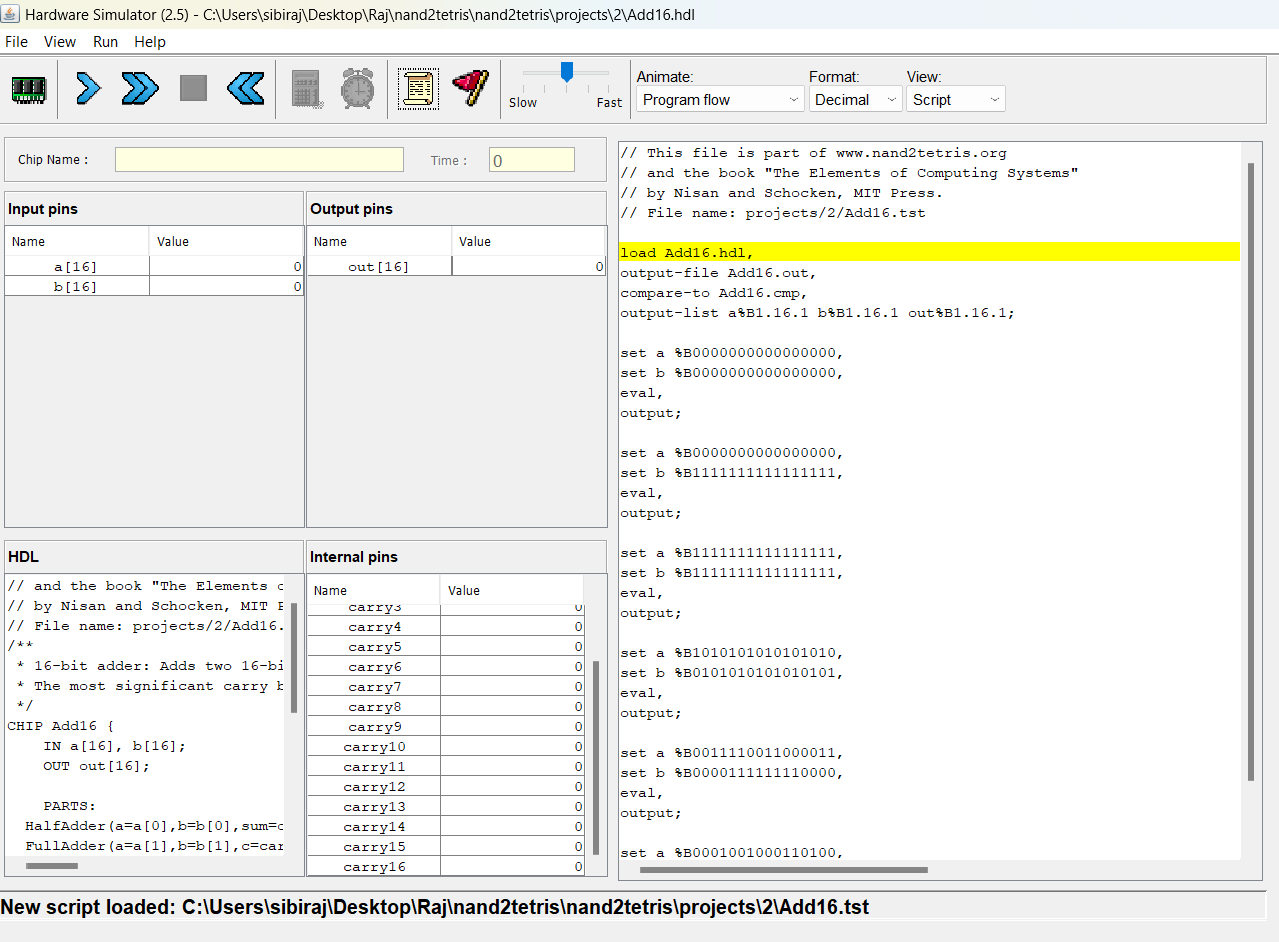 Hardware Simulator (2.5) - C:\Users\sibiraj\Desktop\Raj\nand2tetris\nand2tetris\projects\2\Add16.hdl
File View Run Help
Slow Fast
Animate: Format: View:
Program flow Decimal Script
Chip Name : Time : 0
Input pins
Name Value
a[16] 0
b[16] 0
Output pins
Name Value
out[16] 0
HDL
// and the book "The Elements
// by Nisan and Schocken, MIT
// File name: projects/2/Add16.
/**
* 16-bit adder: Adds two 16-bi
* The most significant carry b
*/
CHIP Add16 {
IN a[16], b[16];
OUT out[16];
PARTS:
HalfAdder(a=a[0],b=b[0],sum=
FullAdder(a=a[1],b=b[1],c=car
Internal pins
Name Value
carry3 0
carry4 0
carry5 0
carry6 0
carry7 0
carry8 0
carry9 0
carry10 0
carry11 0
carry12 0
carry13 0
carry14 0
carry15 0
carry16 0
// This file is part of www.nand2tetris.org
// and the book "The Elements of Computing Systems"
// by Nisan and Schocken, MIT Press.
// File name: projects/2/Add16.tst
load Add16.hdl,
output-file Add16.out,
compare-to Add16.cmp,
output-list a%B1.16.1 b%B1.16.1 out%B1.16.1;
set a %B0000000000000000,
set b %B0000000000000000,
eval,
output;
set a %B0000000000000000,
set b %B1111111111111111,
eval,
output;
set a %B1111111111111111,
set b %B1111111111111111,
eval,
output;
set a %B1010101010101010,
set b %B0101010101010101,
eval,
output;
set a %B0011110011000011,
set b %B0000111111110000,
eval,
output;
set a %B0001001000110100,
New script loaded: C:\Users\sibiraj\Desktop\Raj\nand2tetris\nand2tetris\projects\2\Add16.tst